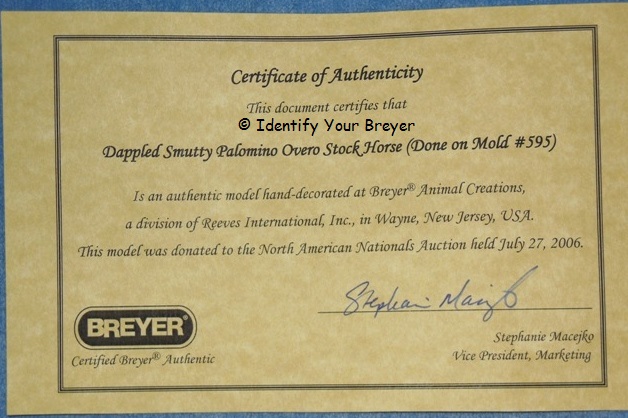 Certificate of Authenticity
This document certifies that
© Identify Your Breyer
Dappled Smutty Palomino Overo Stock Horse (Done on Mold #595)
Is an authentic model hand-decorated at Breyer® Animal Creations,
a division of Reeves International, Inc., in Wayne, New Jersey, USA.
This model was donated to the North American Nationals Auction held July 27, 2006.
Stephanie Macejko
BREYER®
Stephanie Macejko
Certified Breyer® Authentic
Vice President, Marketing